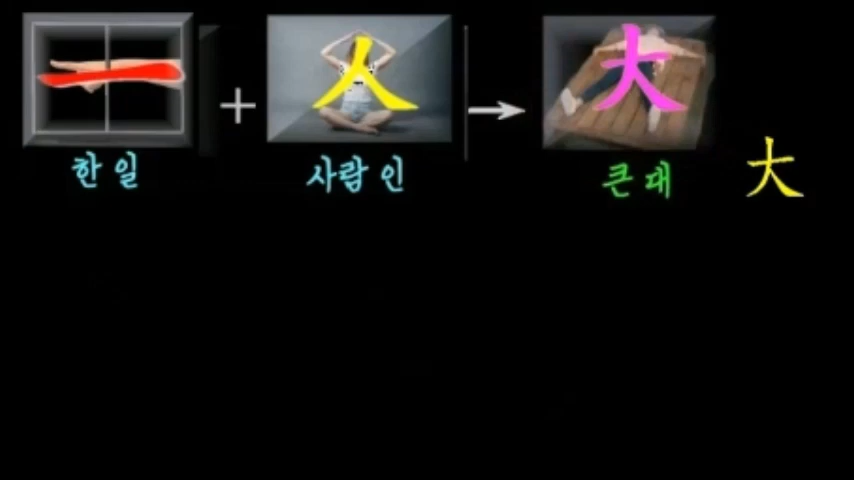 一 + 人 → 大 大
한 일 사람 인 큰 대